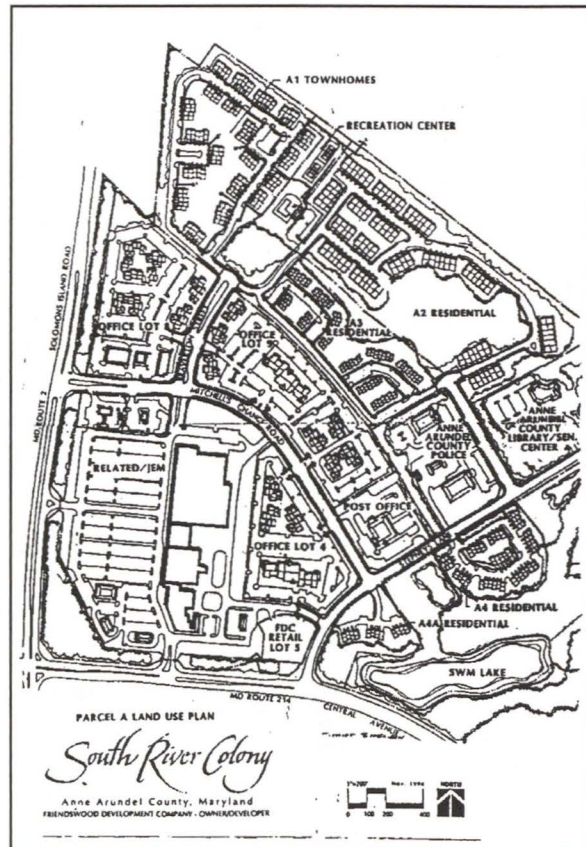 A1 TOWNHOMES
RECREATION CENTER
SOLOMONS ISLAND ROAD
MD ROUTE 2
OFFICE LOT
OFFICE
LOT
A3
RESIDENTIAL
A2 RESIDENTIAL
MITCHELLS CHANCE ROAD
ANNE
ARUNDEL
COUNTY
POLICE
ANNE
ARUNDEL
COUNTY
LIBRARY/SEN.
CENTER
RELATED/JEM
POST OFFICE
OFFICE LOT 4
A4 RESIDENTIAL
A4A RESIDENTIAL
FDC
RETAIL
LOT 3
SWM LAKE
MD ROUTE 214
CENTRAL AVENUE
PARCEL A LAND USE PLAN
South River Colony
Anne Arundel County, Maryland
FRIENDSWOOD DEVELOPMENT COMPANY - OWNER/DEVELOPER
1"=200'
NORTH
0 100 200 400